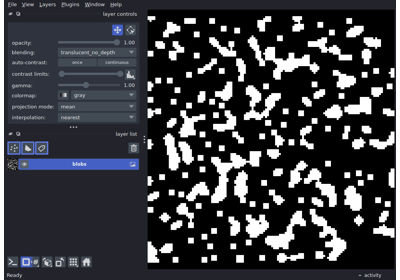 File View Layers Plugins Window Help
layer controls
opacity: 1.00
blending: translucent_no_depth
auto-contrast: once continuous
contrast limits:
gamma: 1.00
colormap: gray
projection mode: mean
interpolation: nearest
layer list
blobs
Ready activity